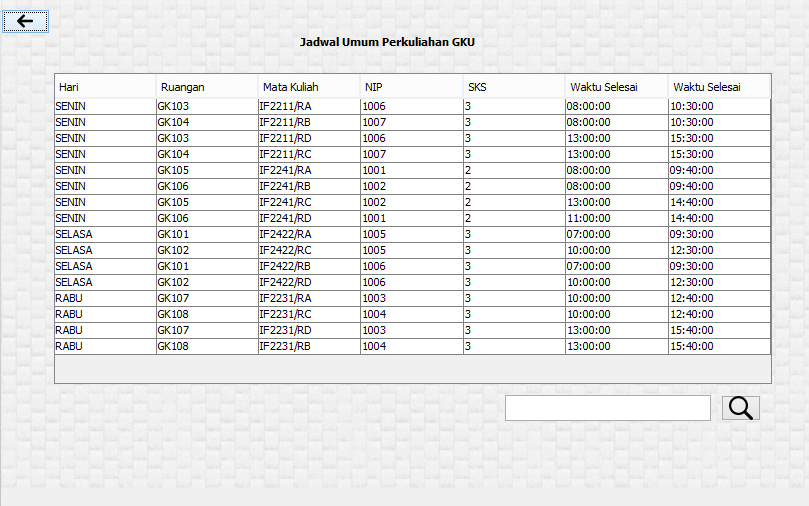 Jadwal Umum Perkuliahan GKU
Hari Ruangan Mata Kuliah NIP SKS Waktu Selesai Waktu Selesai
SENIN GK103 IF2211/RA 1006 3 08:00:00 10:30:00
SENIN GK104 IF2211/RB 1007 3 08:00:00 10:30:00
SENIN GK103 IF2211/RD 1006 3 13:00:00 15:30:00
SENIN GK104 IF2211/RC 1007 3 13:00:00 15:30:00
SENIN GK105 IF2241/RA 1001 2 08:00:00 09:40:00
SENIN GK106 IF2241/RB 1002 2 08:00:00 09:40:00
SENIN GK105 IF2241/RC 1002 2 13:00:00 14:40:00
SENIN GK106 IF2241/RD 1001 2 11:00:00 14:40:00
SELASA GK101 IF2422/RA 1005 3 07:00:00 09:30:00
SELASA GK102 IF2422/RC 1005 3 10:00:00 12:30:00
SELASA GK101 IF2422/RB 1006 3 07:00:00 09:30:00
SELASA GK102 IF2422/RD 1006 3 10:00:00 12:30:00
RABU GK107 IF2231/RA 1003 3 10:00:00 12:40:00
RABU GK108 IF2231/RC 1004 3 10:00:00 12:40:00
RABU GK107 IF2231/RD 1003 3 13:00:00 15:40:00
RABU GK108 IF2231/RB 1004 3 13:00:00 15:40:00